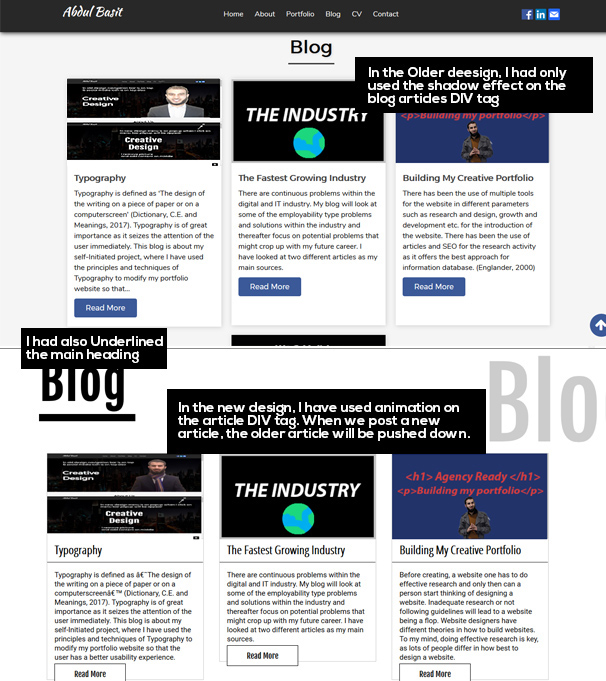 Abdul Basit
Home About Portfolio Blog CV Contact
Blog
In the Older deesign, I had only
used the shadow effect on the
blog articles DIV tag
Creative
Design
Creative
Design
THE INDUSTRY
<p>Building my portfolio</p>
Typography
Typography is defined as 'The design of
the writing on a piece of paper or on a
computerscreen' (Dictionary, C.E. and
Meanings, 2017). Typography is of great
importance as it seizes the attention of the
user immediately. This blog is about my
self-Initiated project, where I have used
the principles and techniques of
Typography to modify my portfolio
website so that...
Read More
The Fastest Growing Industry
There are continuous problems within the
digital and IT industry. My blog will look at
some of the employability type problems
and solutions within the industry and
thereafter focus on potential problems that
might crop up with my future career. I
have looked at two different articles as my
main sources.
Read More
Building My Creative Portfolio
There has been the use of multiple tools
for the website in different parameters
such as research and design, growth and
development etc. for the introduction of
the website. There has been the use of
articles and SEO for the research activity
as it offers the best approach for
information database. (Englander, 2000)
Read More
I had also Underlined
the main heading
Blog
Blo
In the new design, I have used animation on
the article DIV tag. When we post a new
article, the older article will be pushed down.
Creative
Design
Creative
Design
THE INDUSTRY
<h1> Agency Ready </h1>
<p>Building my portfolio</p>
Typography
Typography is defined as â€˜The design of
the writing on a piece of paper or on a
computerscreenâ€™ (Dictionary, C.E. and
Meanings, 2017). Typography is of great
importance as it seizes the attention of the
user immediately. This blog is about my
self-Initiated project, where I have used the
principles and techniques of Typography to
modify my portfolio website so that the
user has a better usability experience.
Read More
The Fastest Growing Industry
There are continuous problems within the
digital and IT industry. My blog will look at
some of the employability type problems
and solutions within the industry and
thereafter focus on potential problems that
might crop up with my future career. I have
looked at two different articles as my main
sources.
Read More
Building My Creative Portfolio
Before creating, a website one has to do
effective research and only then can a
person start thinking of designing a
website. Inadequate research or not
following guidelines will lead to a website
being a flop. Website designers have
different theories in how to build websites.
To my mind, doing effective research is key,
as lots of people differ in how best to
design a website.
Read More